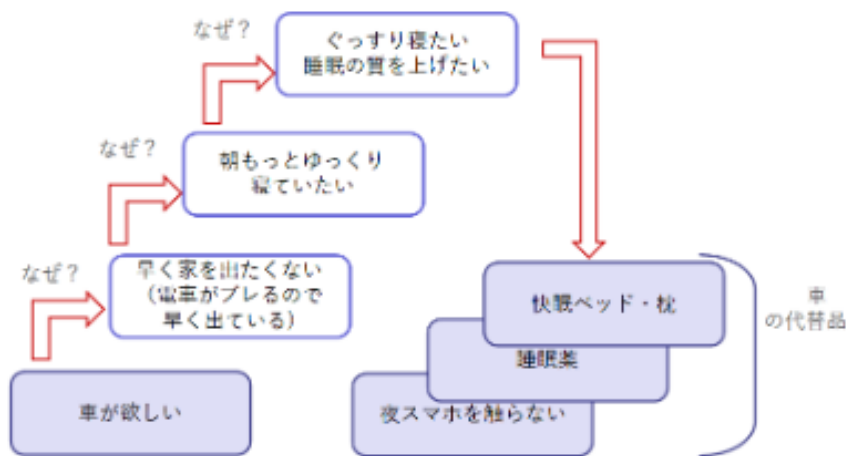 なぜ?
ぐっすり寝たい
睡眠の質を上げたい
なぜ?
朝もっとゆっくり
寝ていたい
なぜ?
早く家を出たくない
(電車がブレるので
早く出ている)
車が欲しい
快眠ベッド・枕
睡眠薬
夜スマホを触らない
車
の代替品